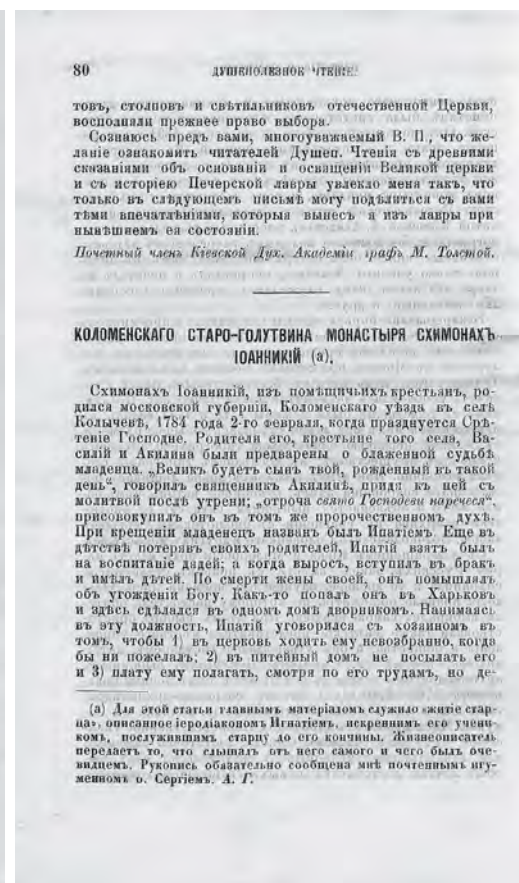 80 ДУШЕПОЛЕЗНОЕ ЧТЕНІЕ.
товъ, столповъ и свѣтильниковъ отечественной Церкви,
восполняли прежнее право выбора.
Сознаюсь предъ вами, многоуважаемый В. П., что же-
ланіе ознакомить читателей Душеп. Чтенія съ древними
сказаніями объ основаніи и освященіи Великой церкви
и съ исторіею Печерской лавры увлекло меня такъ, что
только въ слѣдующемъ письмѣ могу подѣлиться съ вами
тѣми впечатлѣніями, которыя вынесъ я изъ лавры при
нынѣшнемъ ея состояніи.
Почетный членъ Кіевской Дух. Академіи графъ М. Толстой.
КОЛОМЕНСКАГО СТАРО-ГОЛУТВИНА МОНАСТЫРЯ СХИМОНАХЪ
ІОАННИКІЙ (а).
Схимонахъ Іоанникій, изъ помѣщичьихъ крестьянъ, ро-
дился московской губерніи, Коломенскаго уѣзда въ селѣ
Колычевѣ, 1784 года 2-го февраля, когда празднуется Срѣ-
теніе Господне. Родители его, крестьяне того села, Ва-
силій и Акилина были предварены о блаженной судьбѣ
младенца. „Великъ будетъ сынъ твой, рожденный въ такой
день“, говорилъ священникъ Акилинѣ, придя къ ней съ
молитвой послѣ утрени; „отроча свято Господеви наречеся“,
присовокупилъ онъ въ томъ же пророчественномъ духѣ.
При крещеніи младенецъ названъ былъ Ипатіемъ. Еще въ
дѣтствѣ потерявъ своихъ родителей, Ипатій взятъ былъ
на воспитаніе дядей; а когда выросъ, вступилъ въ бракъ
и имѣлъ дѣтей. По смерти жены своей, онъ помышлялъ
объ угожденіи Богу. Какъ-то попалъ онъ въ Харьковъ
и здѣсь сдѣлался въ одномъ домѣ дворникомъ. Нанимаясь
въ эту должность, Ипатій уговорился съ хозяиномъ въ
томъ, чтобы 1) въ церковь ходить ему невозбранно, когда
бы ни пожелалъ; 2) въ питейный домъ не посылать его
и 3) плату ему полагать, смотря по его трудамъ, но де-
(а) Для этой статьи главнымъ матеріаломъ служило «житіе стар-
ца», описанное іеродіакономъ Игнатіемъ, искреннимъ его учени-
комъ, послужившимъ старцу до его кончины. Жизнеописатель
передаетъ то, что слышалъ отъ него самого и чего былъ оче-
видцемъ. Рукопись обязательно сообщена мнѣ почтеннымъ игу-
меномъ о. Сергіемъ. А. Г.